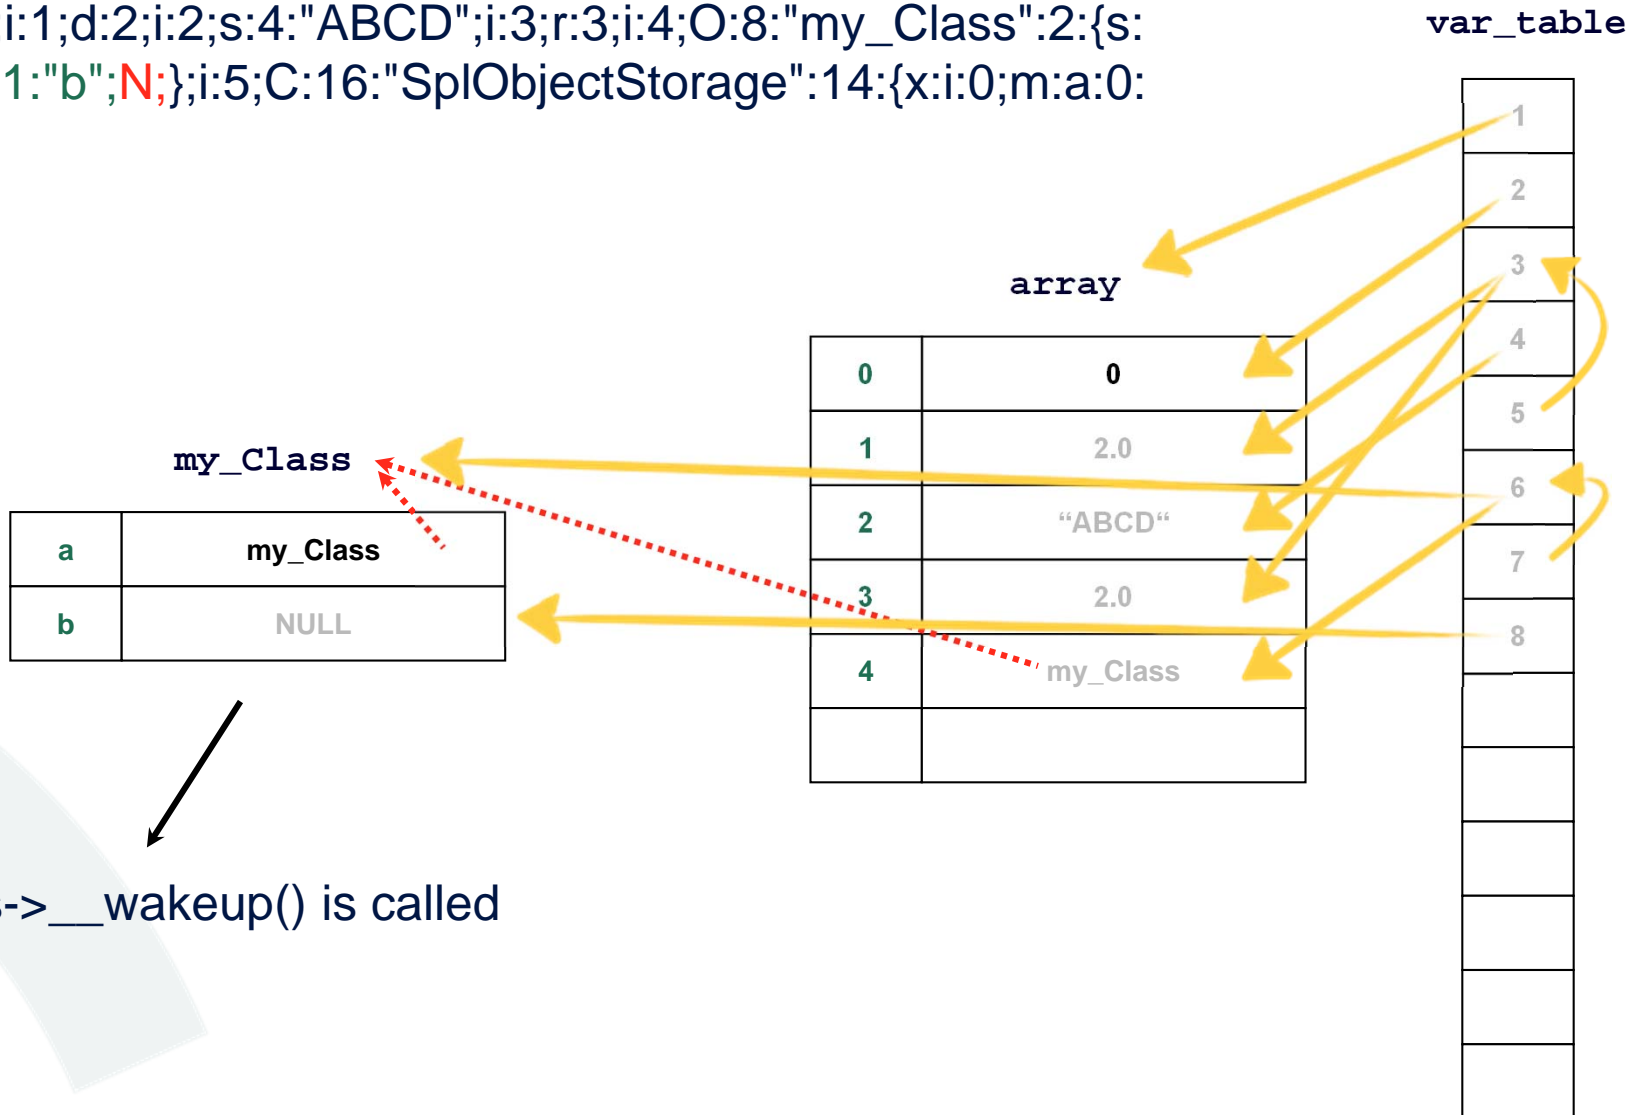 i:1;d:2;i:2;s:4:"ABCD";i:3;r:3;i:4;O:8:"my_Class":2:{s:
1:"b";N;};i:5;C:16:"SplObjectStorage":14:{x:i:0;m:a:0:
var_table
1
2
3
4
5
6
7
8
array
0 0
1 2.0
2 “ABCD“
3 2.0
4 my_Class
my_Class
a my_Class
b NULL
->__wakeup() is called